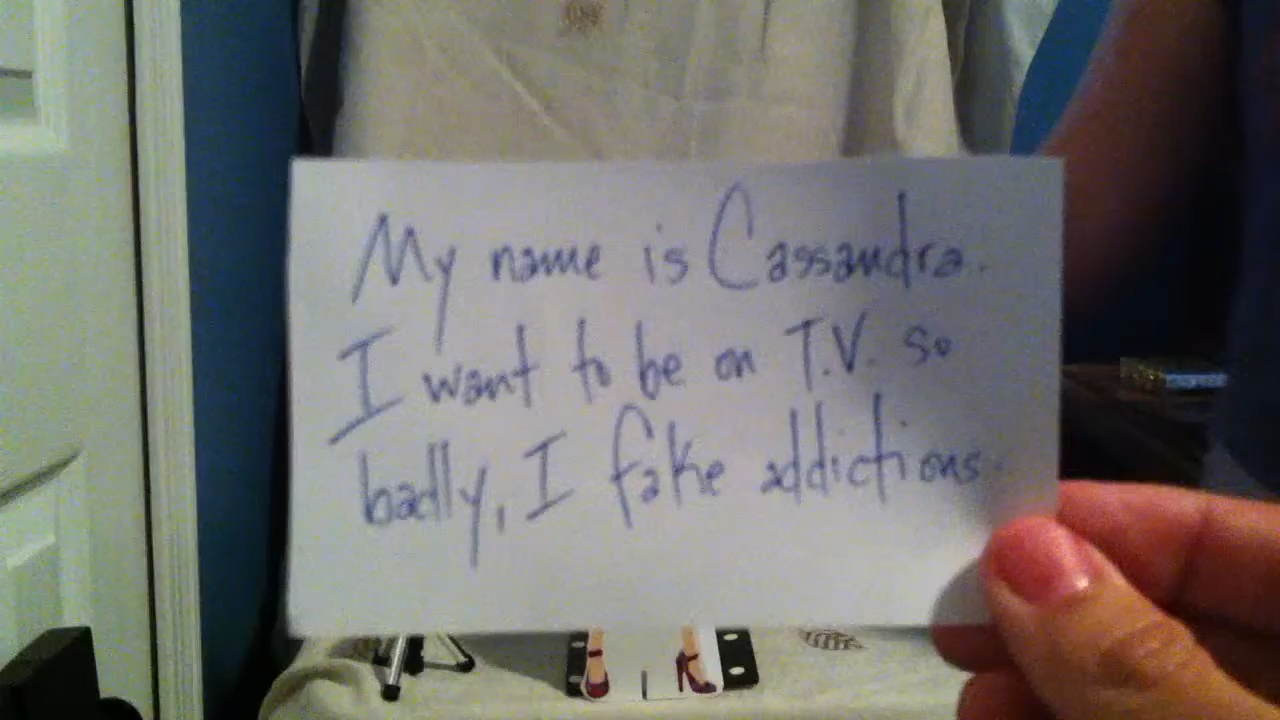 My name is Cassandra.
I want to be on T.V. so
badly, I fake addictions.